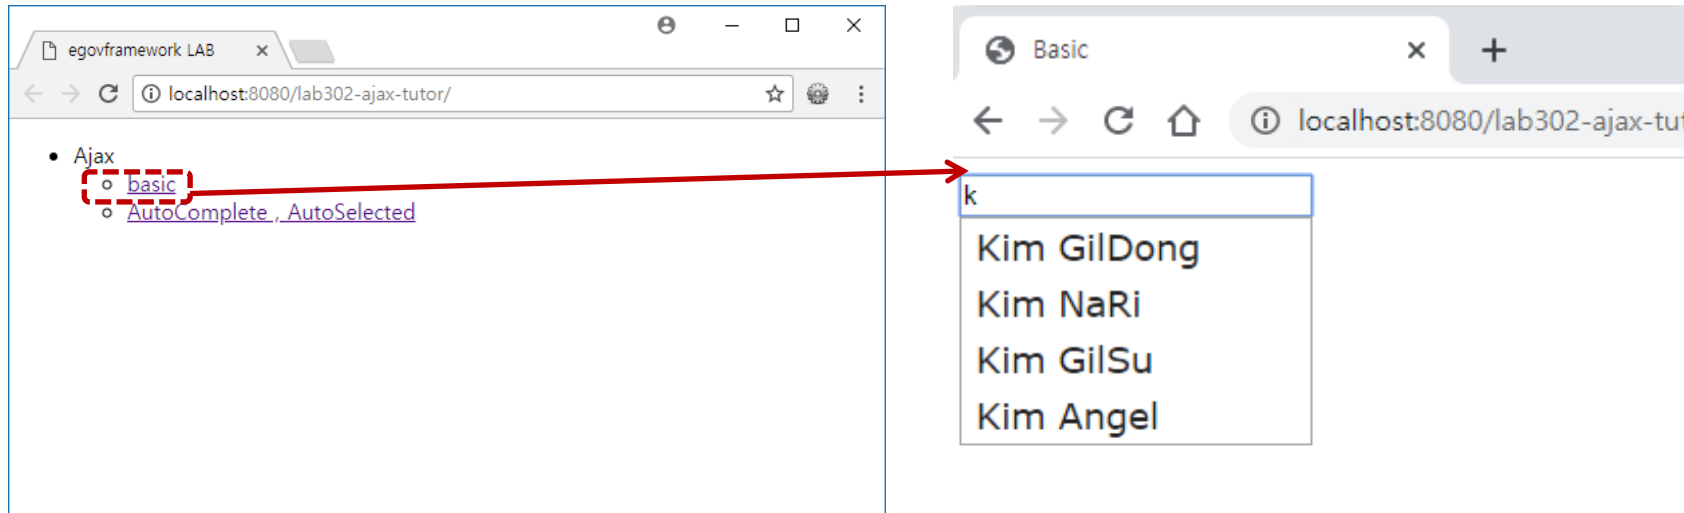 egovframework LAB
localhost:8080/lab302-ajax-tutor/
Ajax
basic
AutoComplete , AutoSelected
Basic
localhost:8080/lab302-ajax-tut
k
Kim GilDong
Kim NaRi
Kim GilSu
Kim Angel